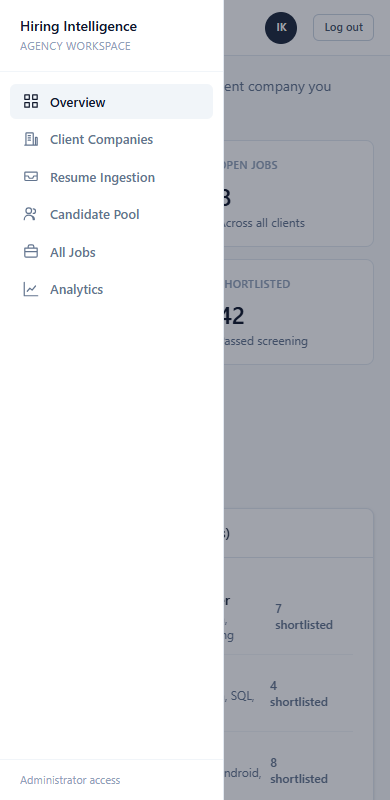 Hiring Intelligence
AGENCY WORKSPACE
Overview
Client Companies
Resume Ingestion
Candidate Pool
All Jobs
Analytics
Administrator access
IK
Log out
ent company you
OPEN JOBS
3
Across all clients
SHORTLISTED
42
assed screening
s)
er
7
shortlisted
,
ng
4
shortlisted
, SQL,
8
shortlisted
ndroid,